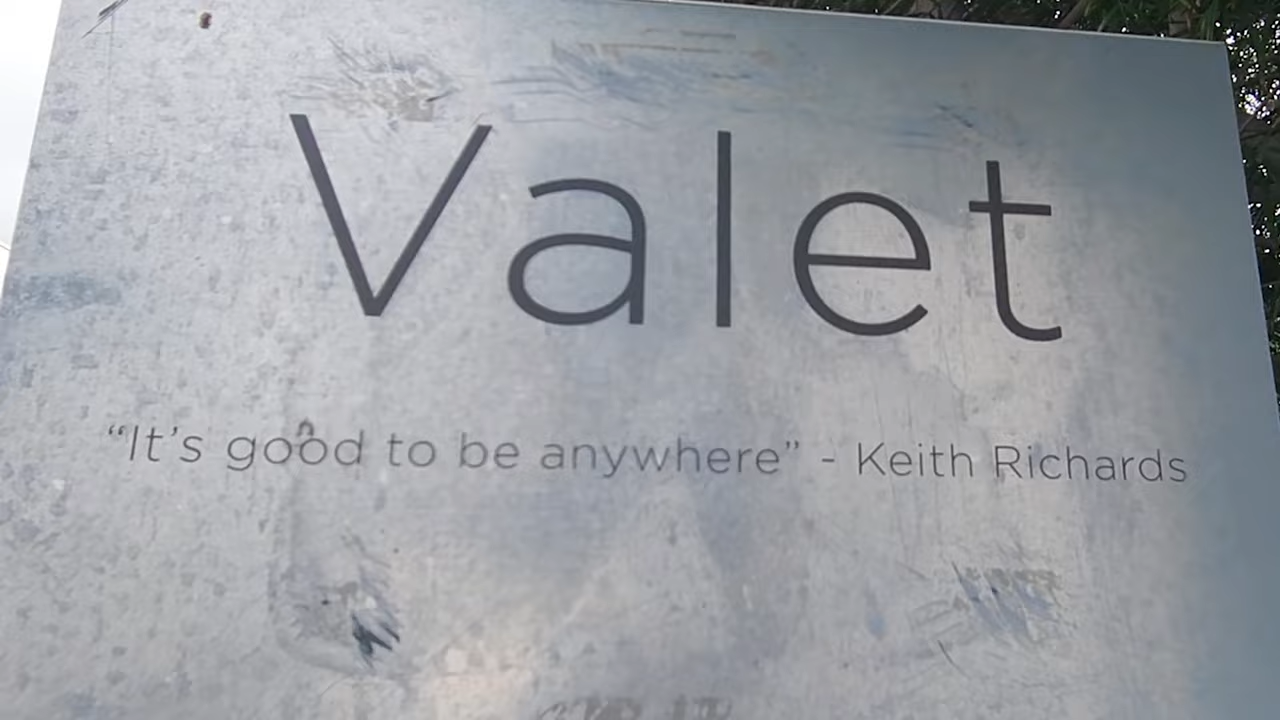 Valet
“It’s good to be anywhere” - Keith Richards